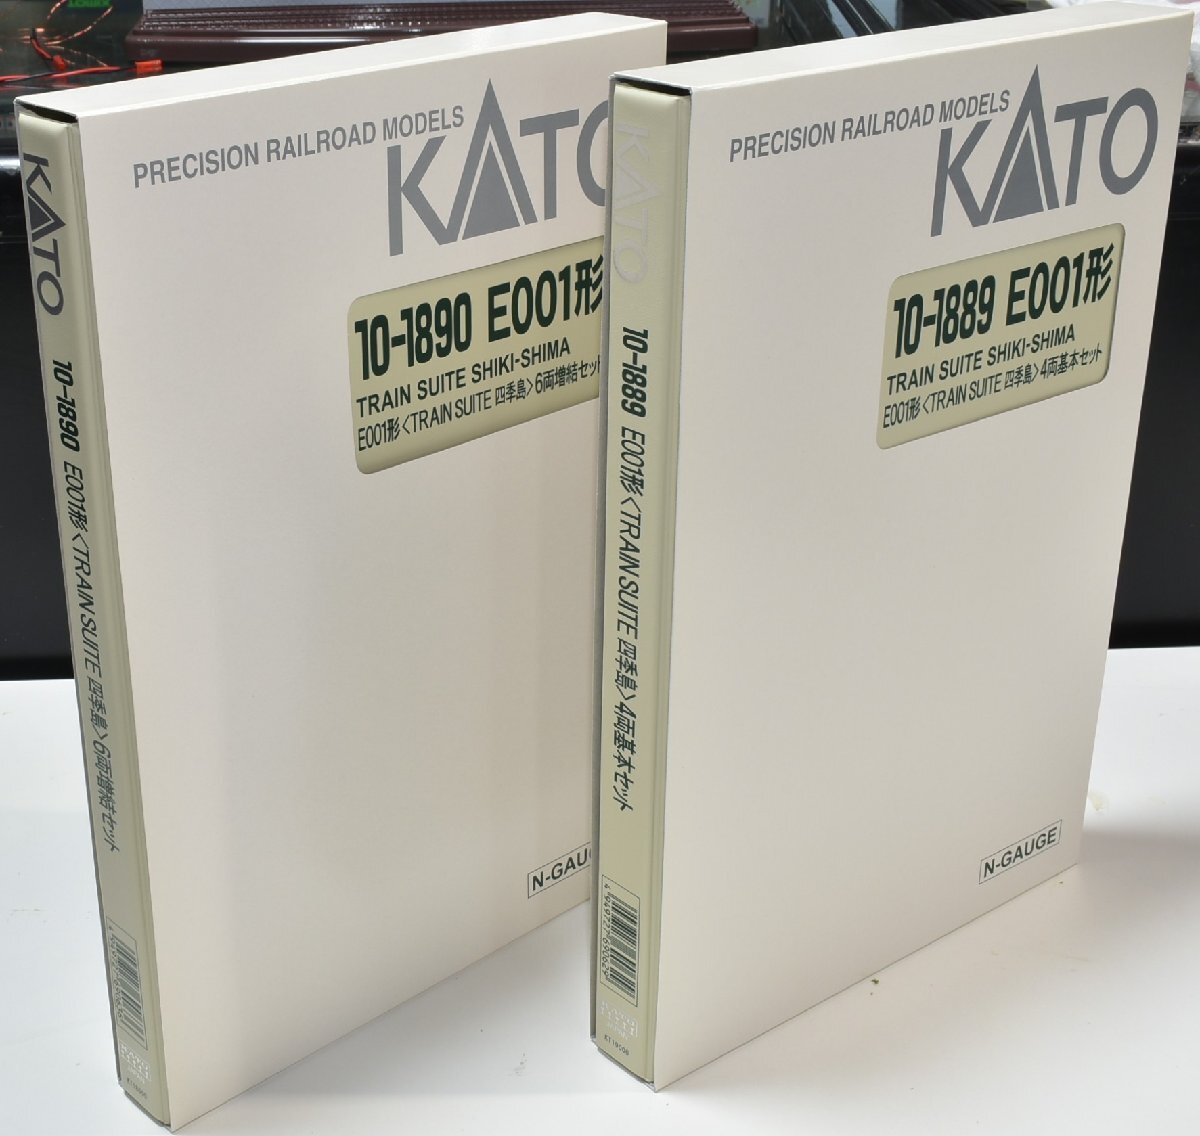 PRECISION RAILROAD MODELS
KATO
10-1890 E001形
TRAIN SUITE SHIKI-SHIMA
E001形〈TRAIN SUITE 四季島〉6両増結セット
N-GAU
KATO
10-1890 E001形〈TRAIN SUITE 四季島〉6両増結セット
PRECISION RAILROAD MODELS
KATO
10-1889 E001形
TRAIN SUITE SHIKI-SHIMA
E001形〈TRAIN SUITE 四季島〉4両基本セット
N-GAUGE
KATO
10-1889 E001形〈TRAIN SUITE 四季島〉4両基本セット
4 949727 690629